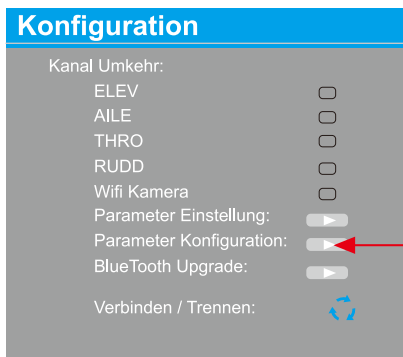 Konfiguration
Kanal Umkehr:
ELEV
AILE
THRO
RUDD
Wifi Kamera
Parameter Einstellung:
Parameter Konfiguration:
BlueTooth Upgrade:
Verbinden / Trennen: